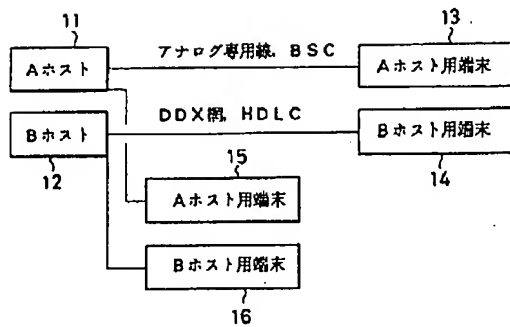 11
13
アナログ専用線, BSC
Aホスト
Aホスト用端末
DDX網, HDLC
Bホスト
Bホスト用端末
12
15
14
Aホスト用端末
Bホスト用端末
16